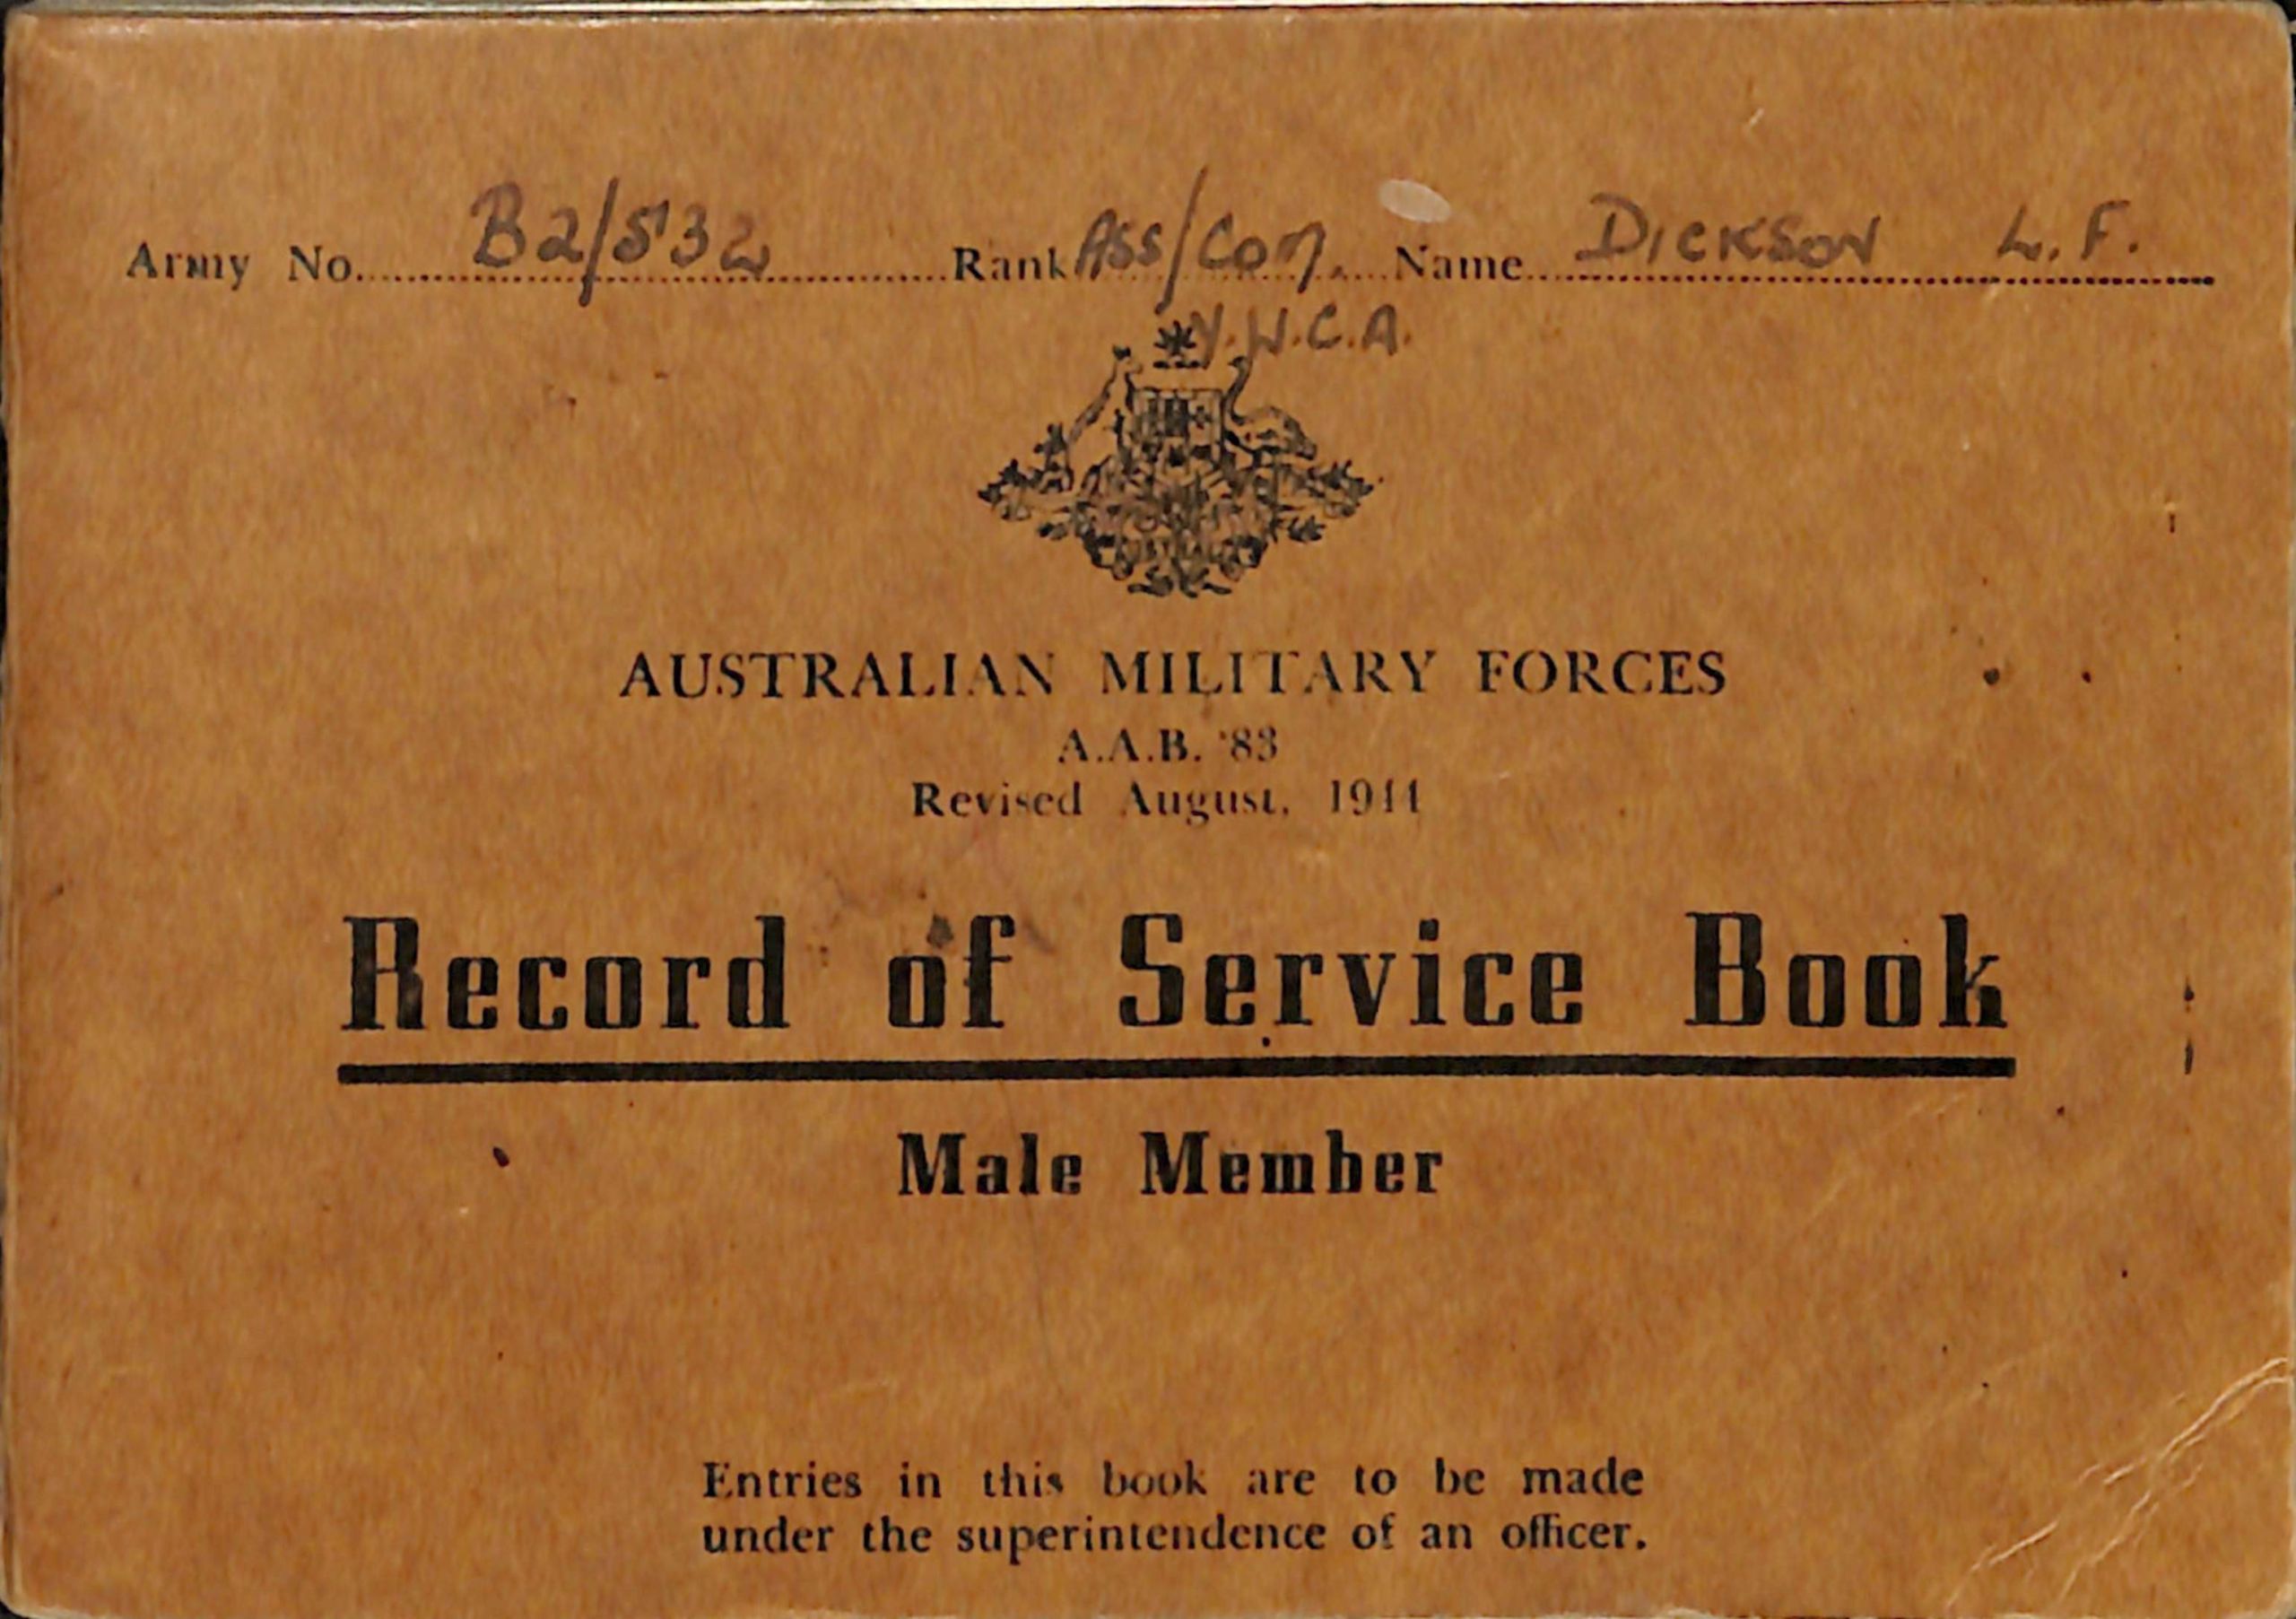 Army No. B2/532 Rank Ass/Com. Name DICKSON L.F.
Y.W.C.A.
AUSTRALIAN MILITARY FORCES
A.A.B. 83
Revised August, 1944
Record of Service Book
Male Member
Entries in this book are to be made
under the superintendence of an officer.